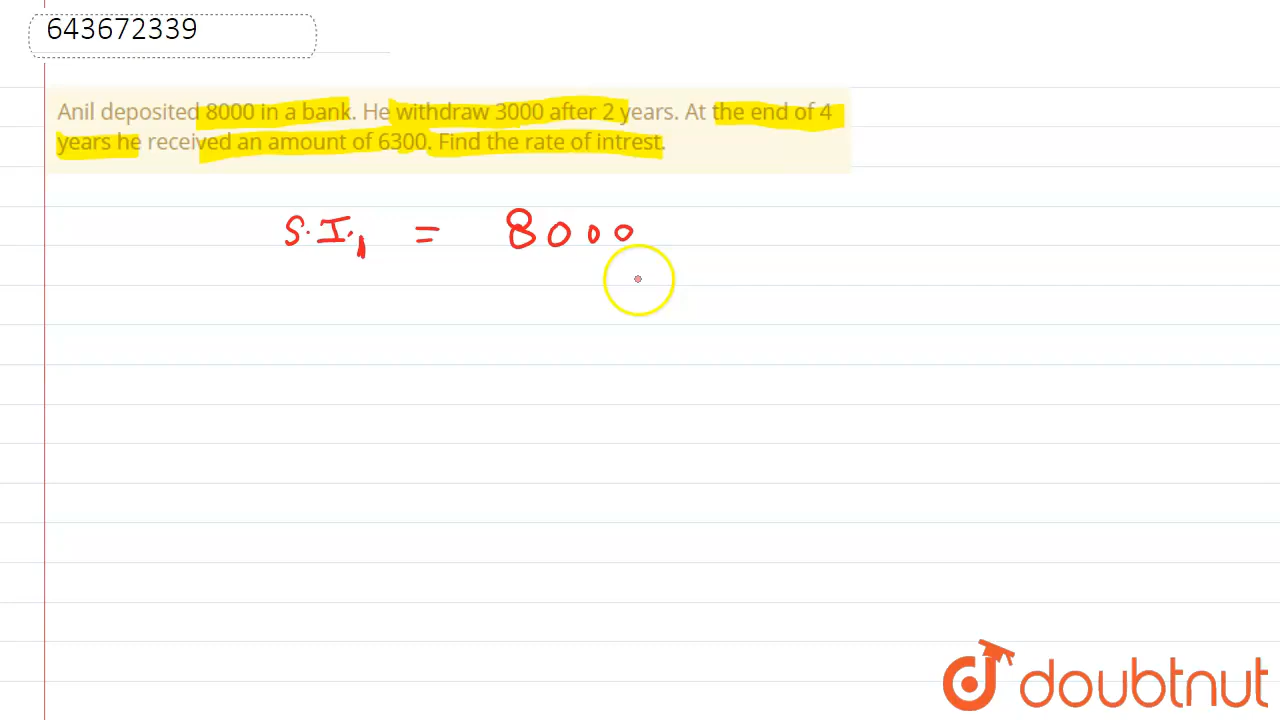 643672339
Anil deposited 8000 in a bank. He withdraw 3000 after 2 years. At the end of 4
years he received an amount of 6300. Find the rate of intrest.
S.I.₁ = 8000
doubtnut